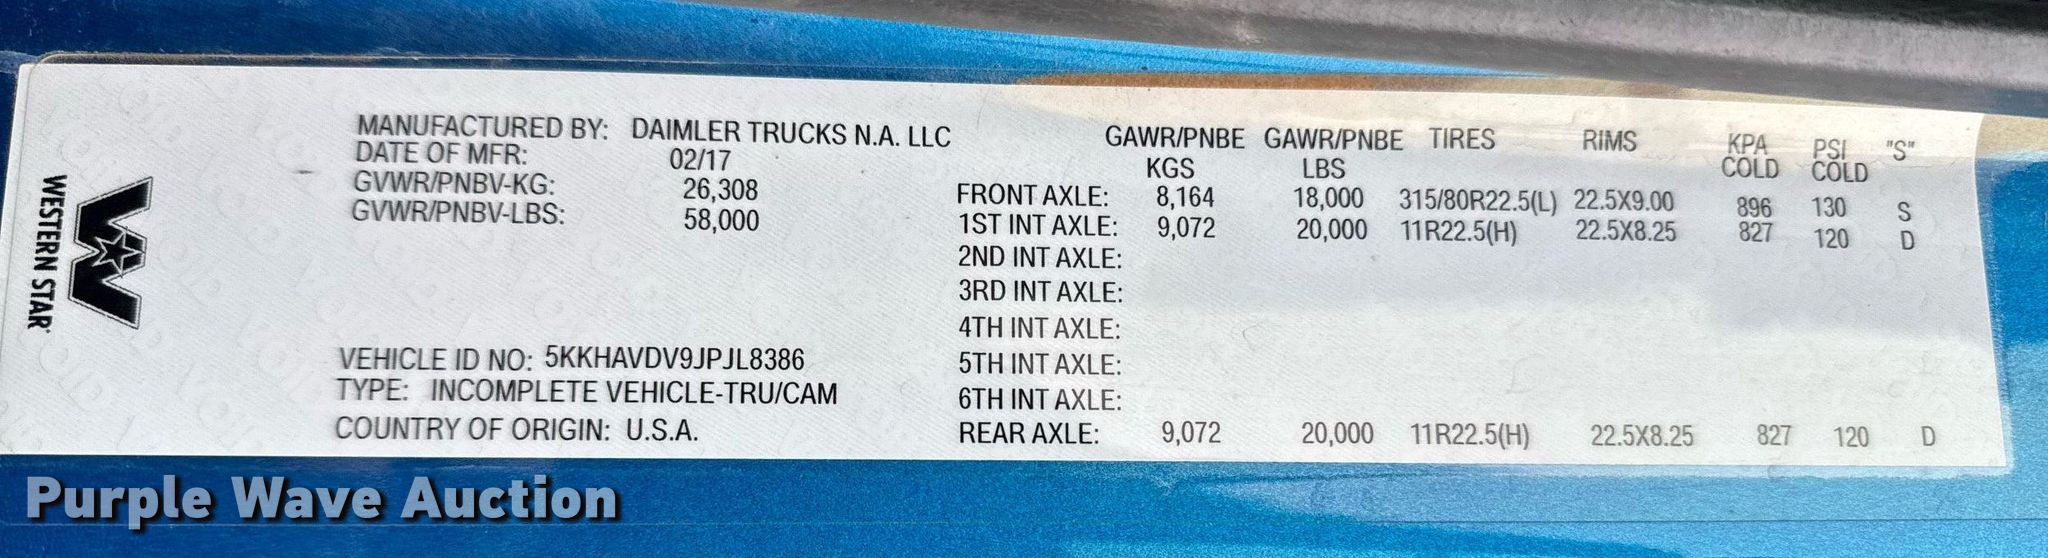 WESTERN STAR
MANUFACTURED BY: DAIMLER TRUCKS N.A. LLC
DATE OF MFR: 02/17
GVWR/PNBV-KG: 26,308
GVWR/PNBV-LBS: 58,000
VEHICLE ID NO: 5KKHAVDV9JPJL8386
TYPE: INCOMPLETE VEHICLE-TRU/CAM
COUNTRY OF ORIGIN: U.S.A.
GAWR/PNBE GAWR/PNBE TIRES RIMS KPA PSI "S"
KGS LBS COLD COLD
FRONT AXLE: 8,164 18,000 315/80R22.5(L) 22.5X9.00 896 130 S
1ST INT AXLE: 9,072 20,000 11R22.5(H) 22.5X8.25 827 120 D
2ND INT AXLE:
3RD INT AXLE:
4TH INT AXLE:
5TH INT AXLE:
6TH INT AXLE:
REAR AXLE: 9,072 20,000 11R22.5(H) 22.5X8.25 827 120 D
Purple Wave Auction